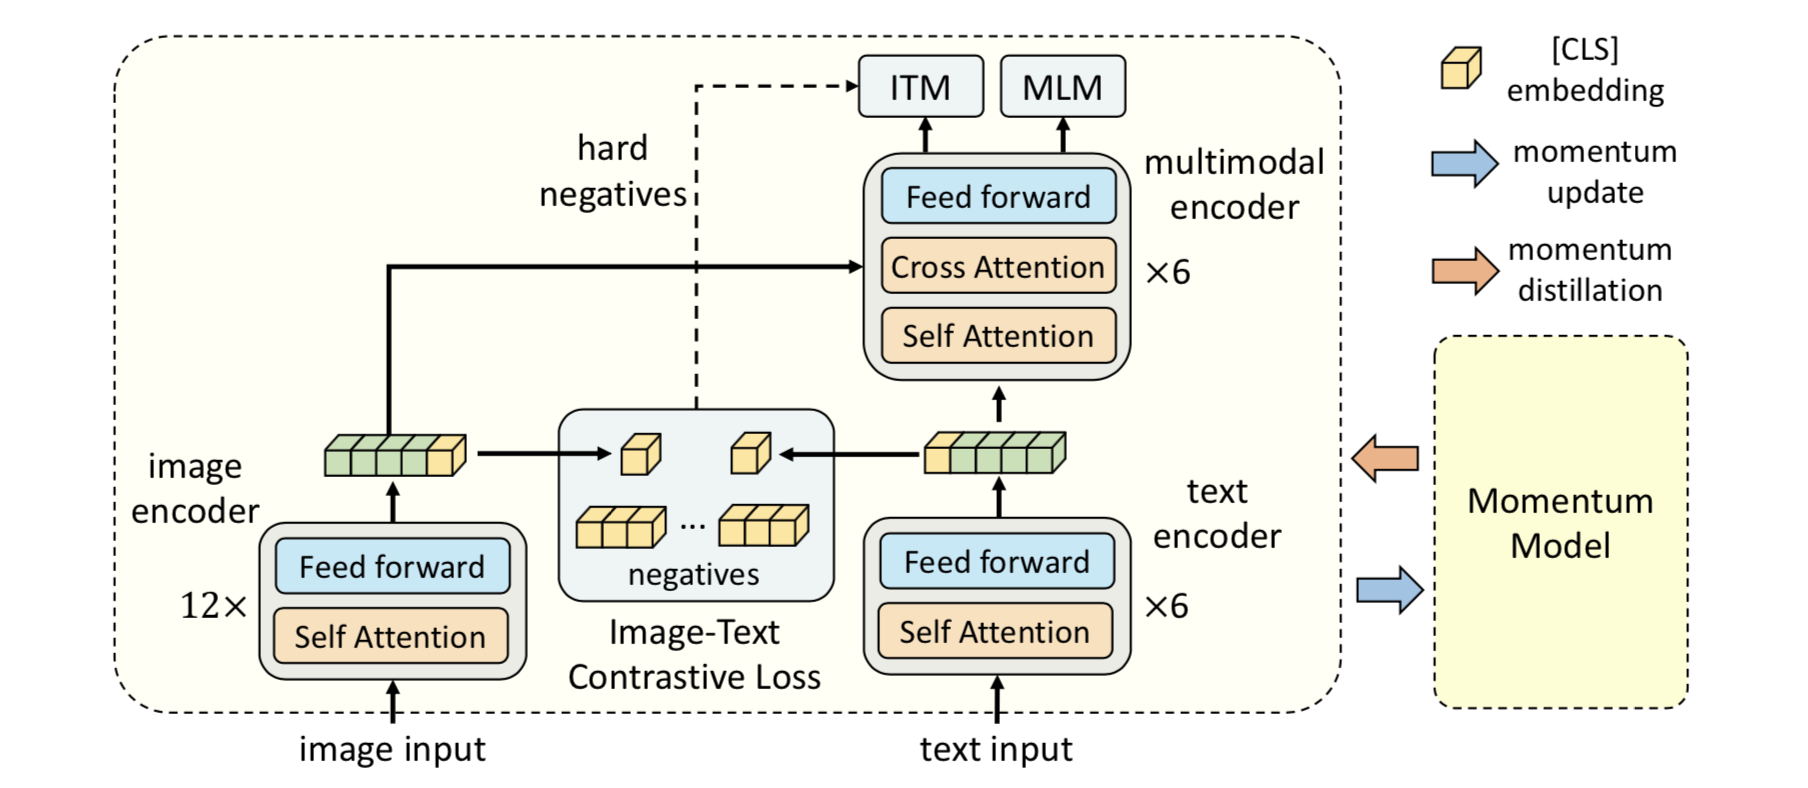 ITM
MLM
hard
negatives
Feed forward
Cross Attention
Self Attention
multimodal
encoder
×6
image
encoder
12×
Feed forward
Self Attention
...
negatives
Image-Text
Contrastive Loss
text
encoder
Feed forward
Self Attention
×6
image input
text input
[CLS]
embedding
momentum
update
momentum
distillation
Momentum
Model